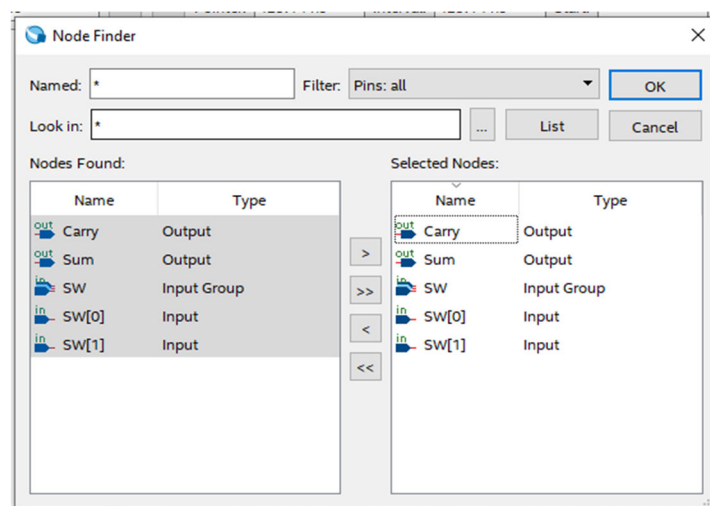 Node Finder
Named: * Filter: Pins: all OK
Look in: * ... List Cancel
Nodes Found: Selected Nodes:
Name Type Name Type
out Carry Output out Carry Output
out Sum Output out Sum Output
in SW Input Group in SW Input Group
in SW[0] Input in SW[0] Input
in SW[1] Input in SW[1] Input
>
>>
<
<<